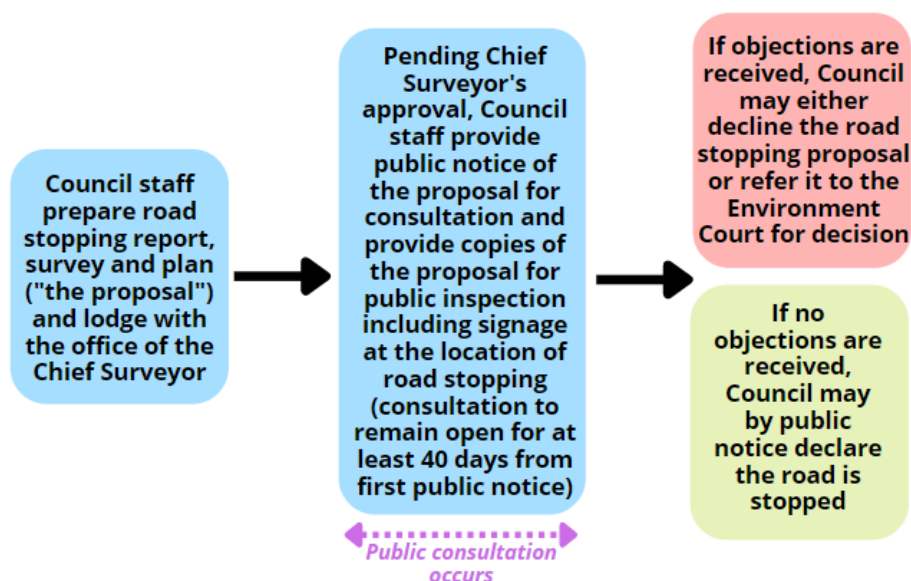 Council staff
prepare road
stopping report,
survey and plan
("the proposal")
and lodge with
the office of the
Chief Surveyor
Pending Chief
Surveyor's
approval, Council
staff provide
public notice of
the proposal for
consultation and
provide copies of
the proposal for
public inspection
including signage
at the location of
road stopping
(consultation to
remain open for at
least 40 days from
first public notice)
Public consultation
occurs
If objections are
received, Council
may either
decline the road
stopping proposal
or refer it to the
Environment
Court for decision
If no
objections are
received,
Council may
by public
notice declare
the road is
stopped